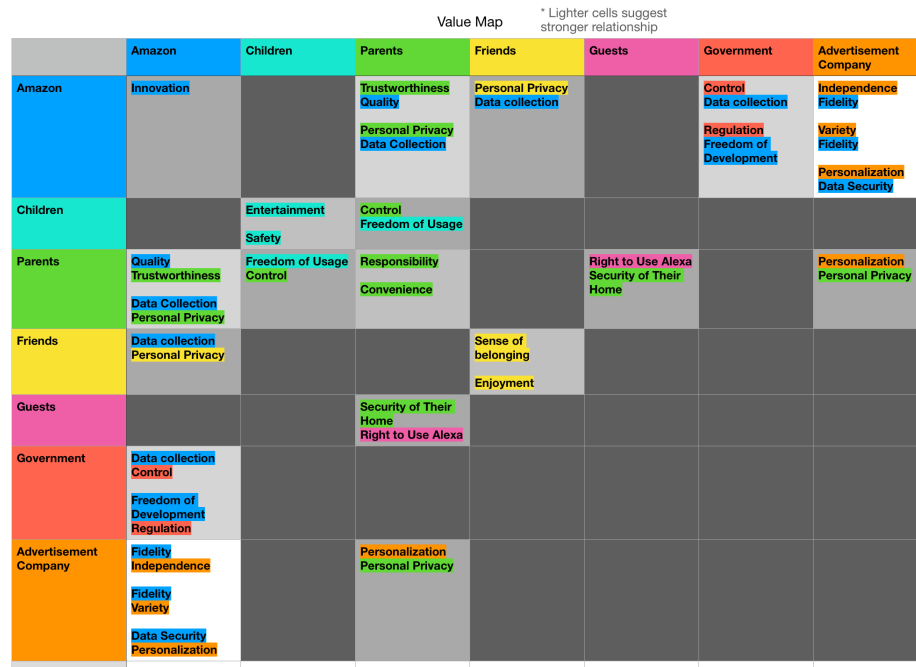 Value Map
* Lighter cells suggest
stronger relationship
Amazon
Children
Parents
Friends
Guests
Government
Advertisement
Company
Amazon
Innovation
Trustworthiness
Quality
Personal Privacy
Data Collection
Personal Privacy
Data collection
Control
Data collection
Regulation
Freedom of
Development
Independence
Fidelity
Variety
Fidelity
Personalization
Data Security
Children
Entertainment
Safety
Control
Freedom of Usage
Parents
Quality
Trustworthiness
Data Collection
Personal Privacy
Freedom of Usage
Control
Responsibility
Convenience
Right to Use Alexa
Security of Their
Home
Personalization
Personal Privacy
Friends
Data collection
Personal Privacy
Sense of
belonging
Enjoyment
Guests
Security of Their
Home
Right to Use Alexa
Government
Data collection
Control
Freedom of
Development
Regulation
Advertisement
Company
Fidelity
Independence
Fidelity
Variety
Data Security
Personalization
Personalization
Personal Privacy